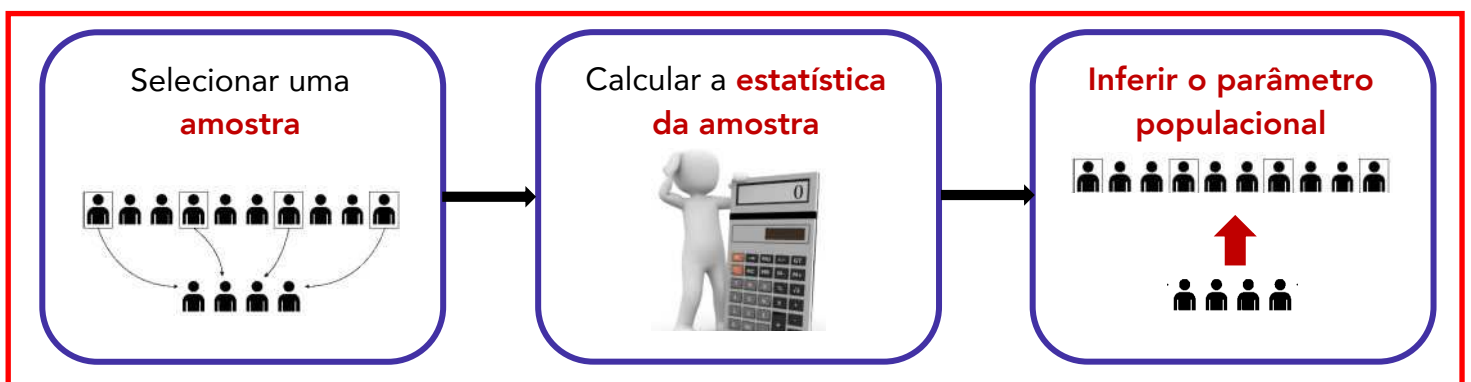 Selecionar uma
amostra
Calcular a estatística
da amostra
0
Inferir o parâmetro
populacional